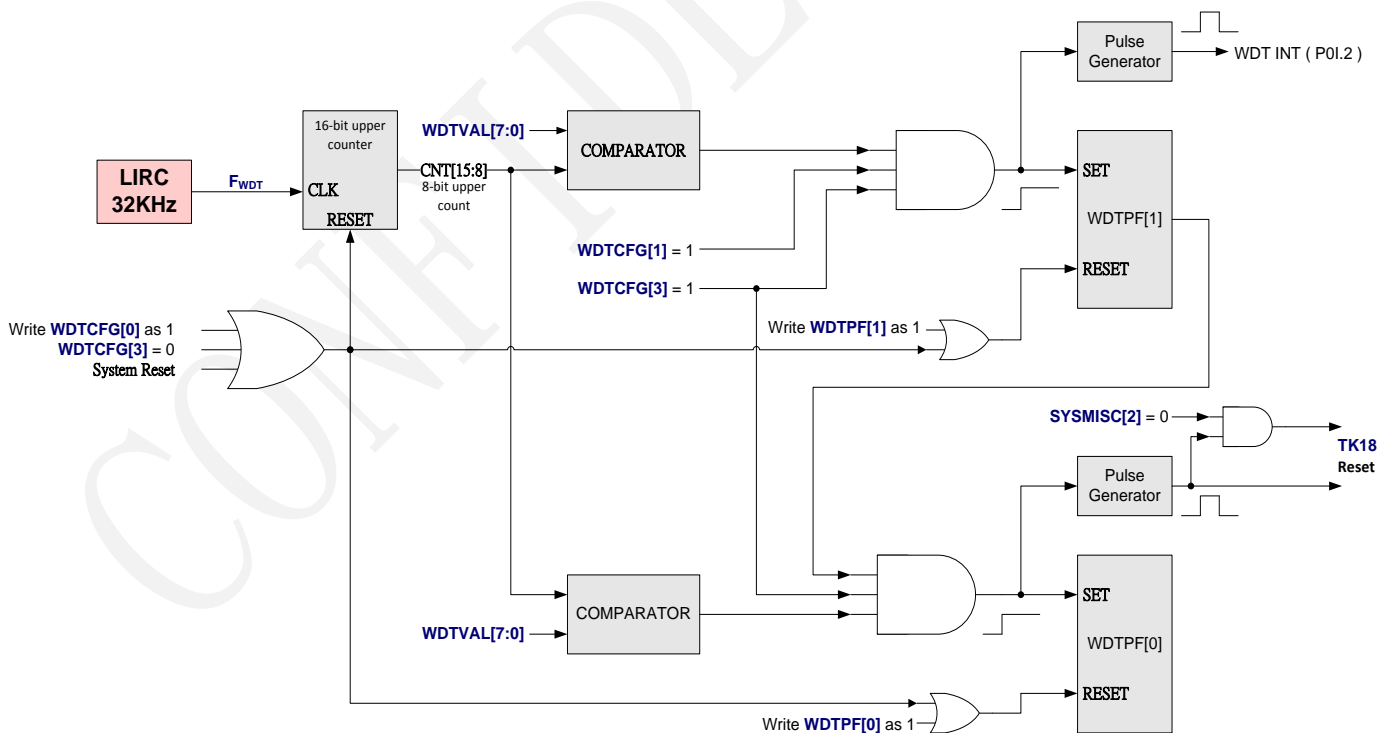 Pulse
Generator
WDT INT ( P0I.2 )
16-bit upper
counter
WDTVAL[7:0]
COMPARATOR
SET
LIRC
32KHz
FWDT
CLK
CNT[15:8]
8-bit upper
count
RESET
WDTPF[1]
WDTCFG[1] = 1
RESET
WDTCFG[3] = 1
Write WDTCFG[0] as 1
WDTCFG[3] = 0
System Reset
Write WDTPF[1] as 1
SYSMISC[2] = 0
TK18
Reset
Pulse
Generator
COMPARATOR
SET
WDTVAL[7:0]
WDTPF[0]
RESET
Write WDTPF[0] as 1